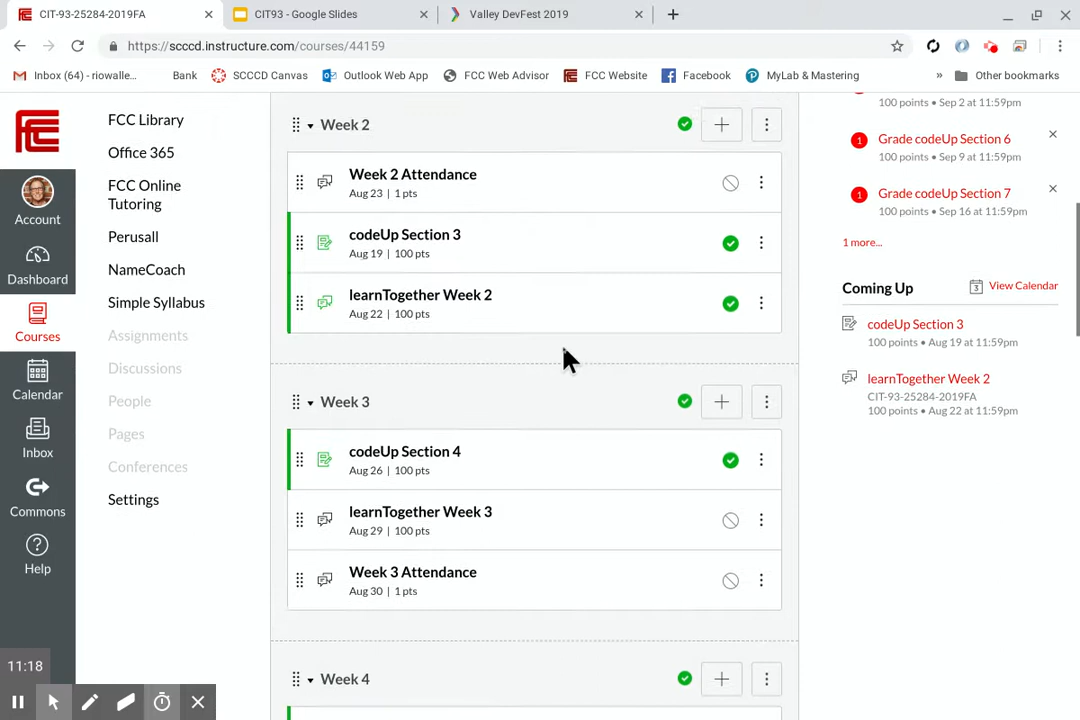 CIT-93-25284-2019FA
CIT93 - Google Slides
Valley DevFest 2019
https://scccd.instructure.com/courses/44159
Inbox (64) - riowalle...
Bank
SCCCD Canvas
Outlook Web App
FCC Web Advisor
FCC Website
Facebook
MyLab & Mastering
»
Other bookmarks
FCC Library
Office 365
FCC Online
Tutoring
Perusall
NameCoach
Simple Syllabus
Assignments
Discussions
People
Pages
Conferences
Settings
Account
Dashboard
Courses
Calendar
Inbox
Commons
Help
11:18
Week 2
Week 2 Attendance
Aug 23 | 1 pts
codeUp Section 3
Aug 19 | 100 pts
learnTogether Week 2
Aug 22 | 100 pts
Week 3
codeUp Section 4
Aug 26 | 100 pts
learnTogether Week 3
Aug 29 | 100 pts
Week 3 Attendance
Aug 30 | 1 pts
Week 4
100 points • Sep 2 at 11:59pm
1
Grade codeUp Section 6
100 points • Sep 9 at 11:59pm
1
Grade codeUp Section 7
100 points • Sep 16 at 11:59pm
1 more...
Coming Up
3
View Calendar
codeUp Section 3
100 points • Aug 19 at 11:59pm
learnTogether Week 2
CIT-93-25284-2019FA
100 points • Aug 22 at 11:59pm